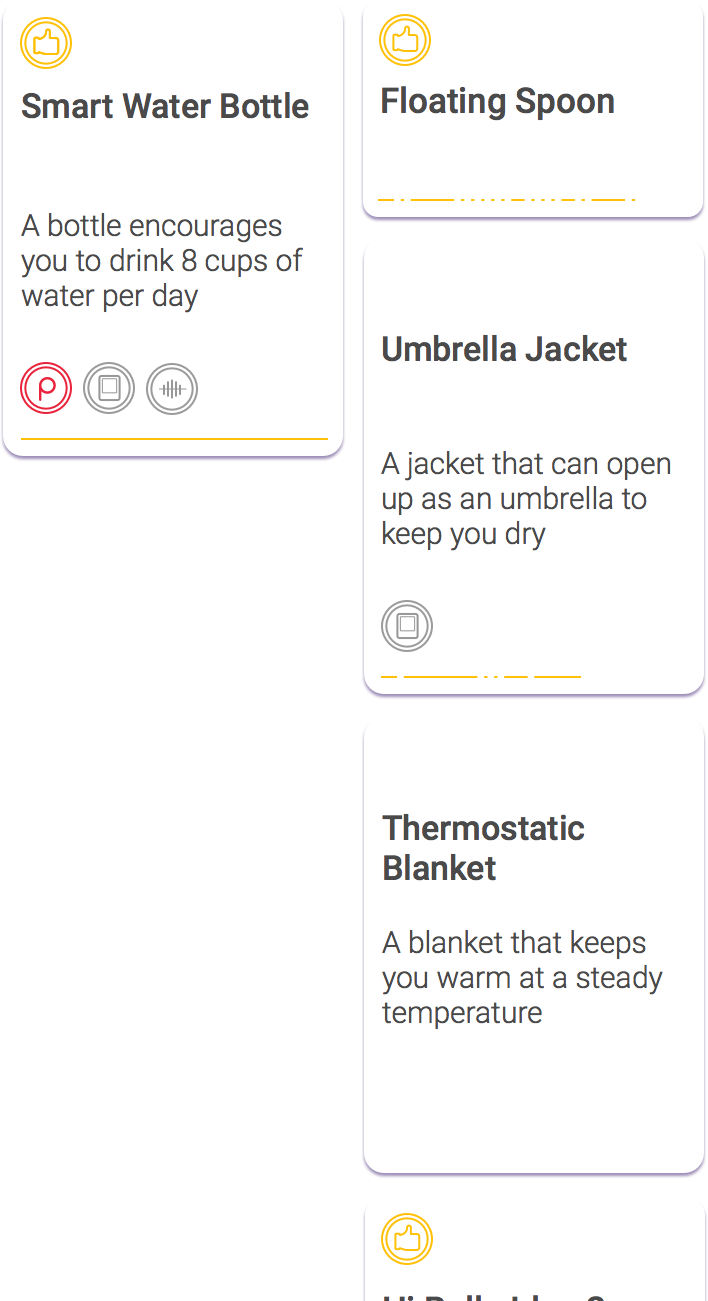 Smart Water Bottle
A bottle encourages
you to drink 8 cups of
water per day
Floating Spoon
Umbrella Jacket
A jacket that can open
up as an umbrella to
keep you dry
Thermostatic
Blanket
A blanket that keeps
you warm at a steady
temperature